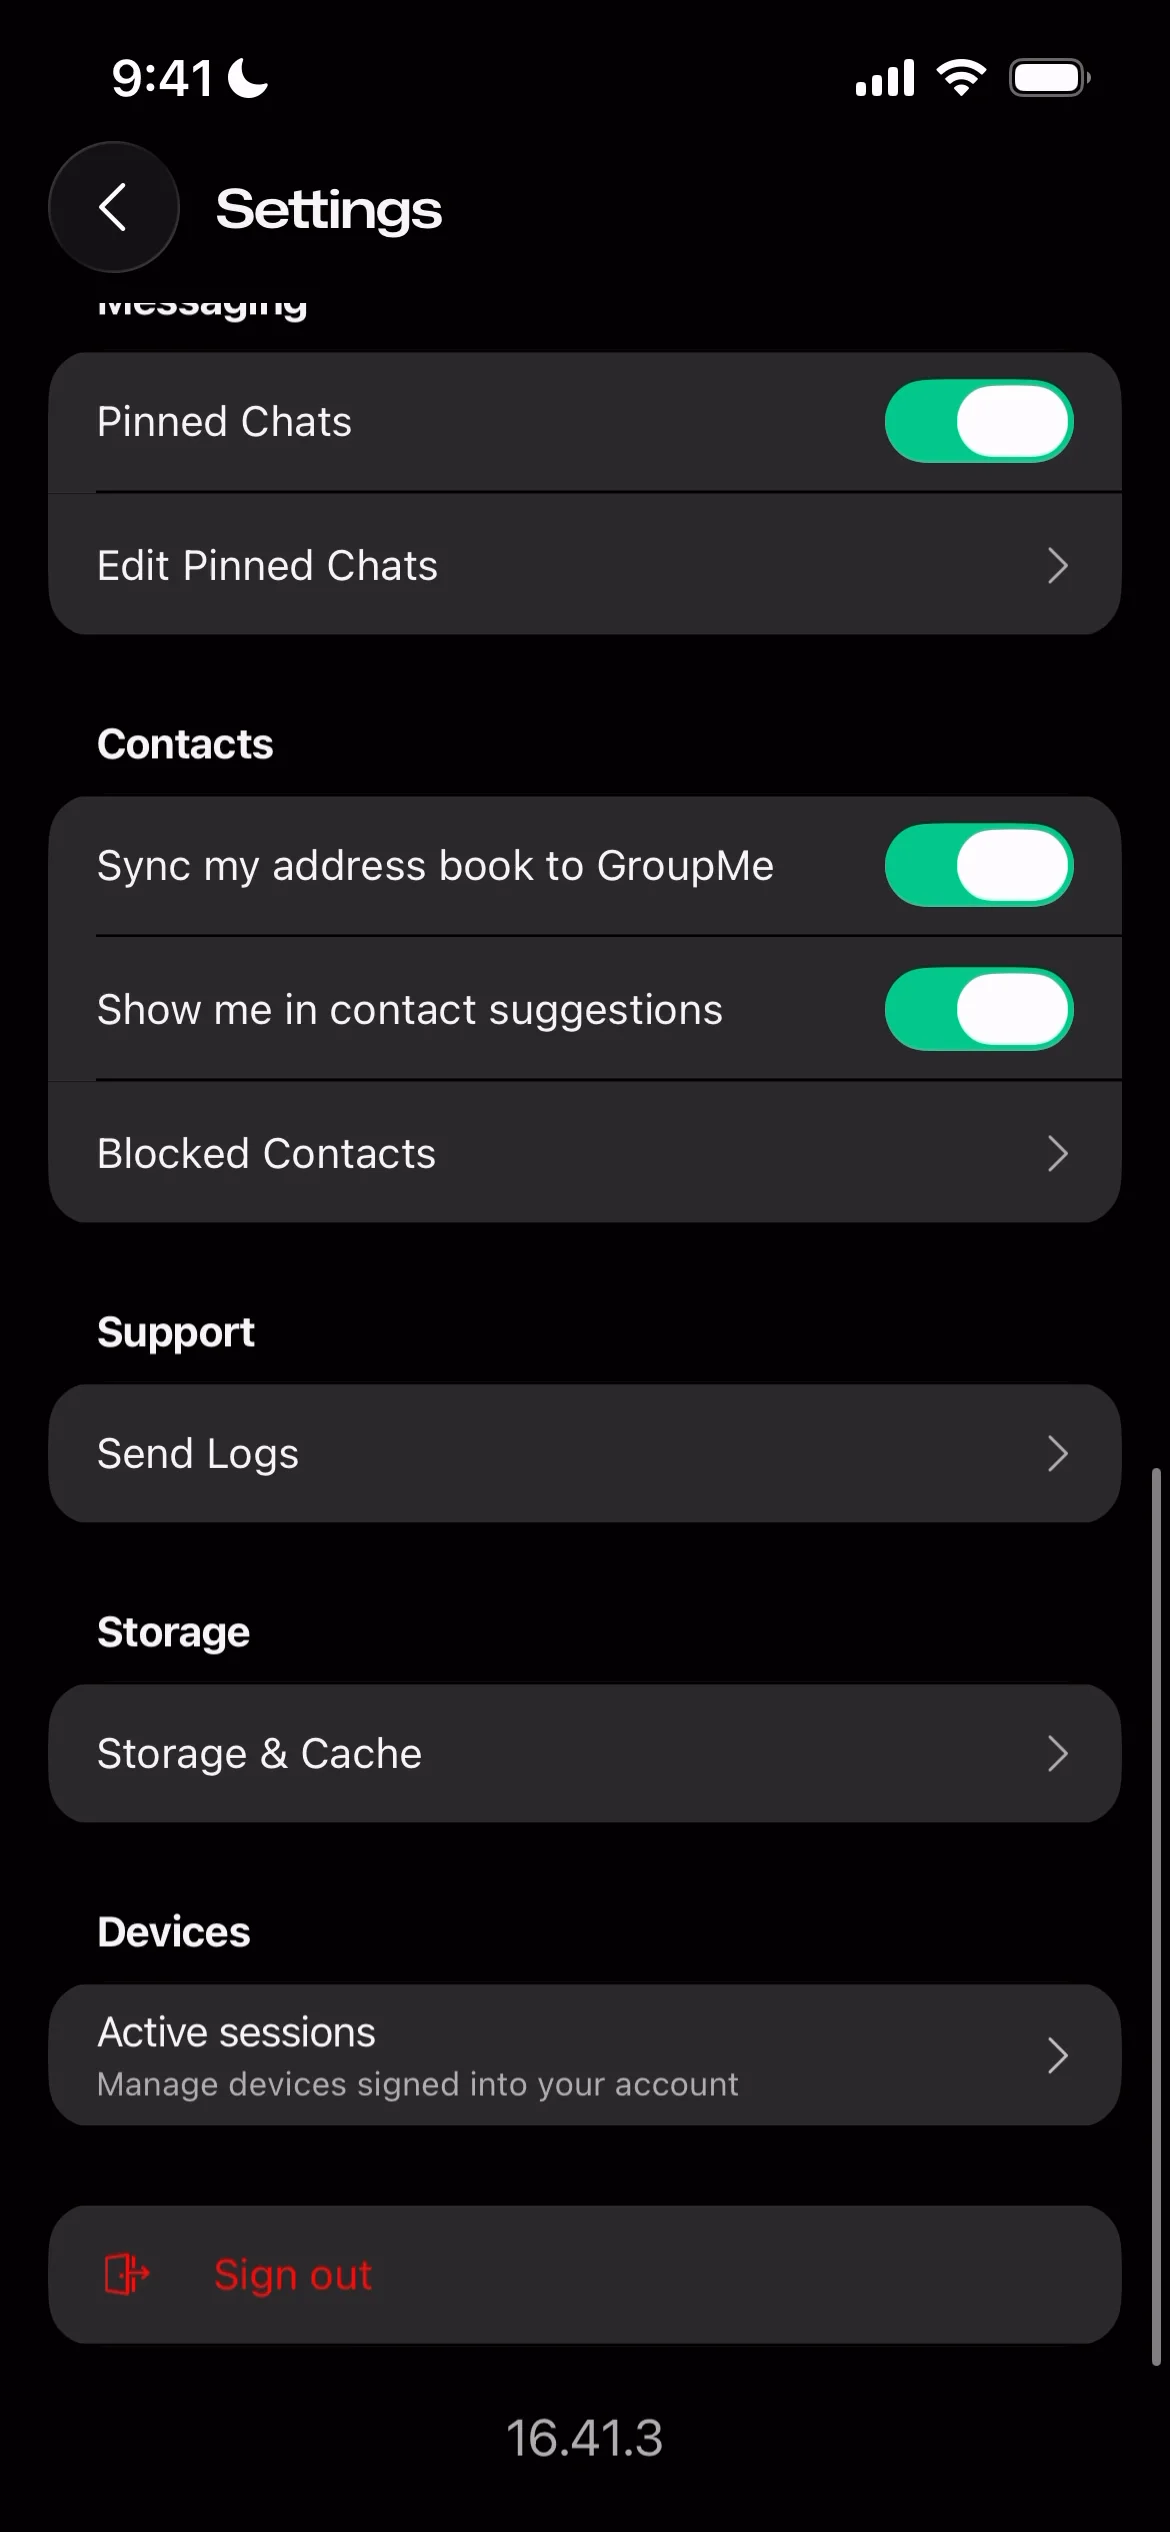 9:41
Settings
Messaging
Pinned Chats
Edit Pinned Chats
Contacts
Sync my address book to GroupMe
Show me in contact suggestions
Blocked Contacts
Support
Send Logs
Storage
Storage & Cache
Devices
Active sessions
Manage devices signed into your account
Sign out
16.41.3